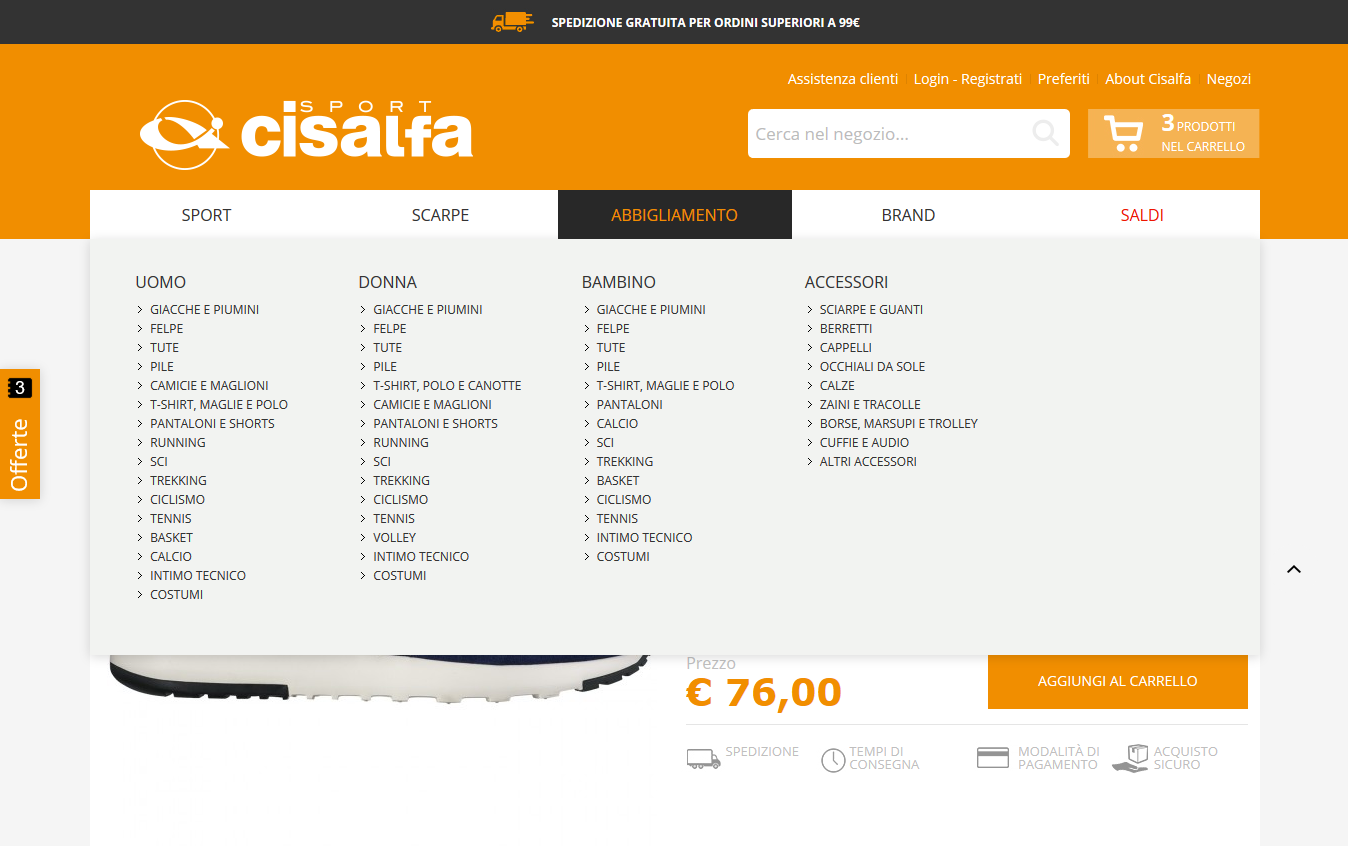 SPEDIZIONE GRATUITA PER ORDINI SUPERIORI A 99€
Assistenza clienti
Login - Registrati
Preferiti
About Cisalfa
Negozi
SPORT
cisalfa
Cerca nel negozio...
3 PRODOTTI
NEL CARRELLO
SPORT
SCARPE
ABBIGLIAMENTO
BRAND
SALDI
UOMO
GIACCHE E PIUMINI
FELPE
TUTE
PILE
CAMICIE E MAGLIONI
T-SHIRT, MAGLIE E POLO
PANTALONI E SHORTS
RUNNING
SCI
TREKKING
CICLISMO
TENNIS
BASKET
CALCIO
INTIMO TECNICO
COSTUMI
DONNA
GIACCHE E PIUMINI
FELPE
TUTE
PILE
T-SHIRT, POLO E CANOTTE
CAMICIE E MAGLIONI
PANTALONI E SHORTS
RUNNING
SCI
TREKKING
CICLISMO
TENNIS
VOLLEY
INTIMO TECNICO
COSTUMI
BAMBINO
GIACCHE E PIUMINI
FELPE
TUTE
PILE
T-SHIRT, MAGLIE E POLO
PANTALONI
CALCIO
SCI
TREKKING
BASKET
CICLISMO
TENNIS
INTIMO TECNICO
COSTUMI
ACCESSORI
SCIARPE E GUANTI
BERRETTI
CAPPELLI
OCCHIALI DA SOLE
CALZE
ZAINI E TRACOLLE
BORSE, MARSUPI E TROLLEY
CUFFIE E AUDIO
ALTRI ACCESSORI
3
Offerte
Prezzo
€ 76,00
AGGIUNGI AL CARRELLO
SPEDIZIONE
TEMPI DI
CONSEGNA
MODALITÀ DI
PAGAMENTO
ACQUISTO
SICURO